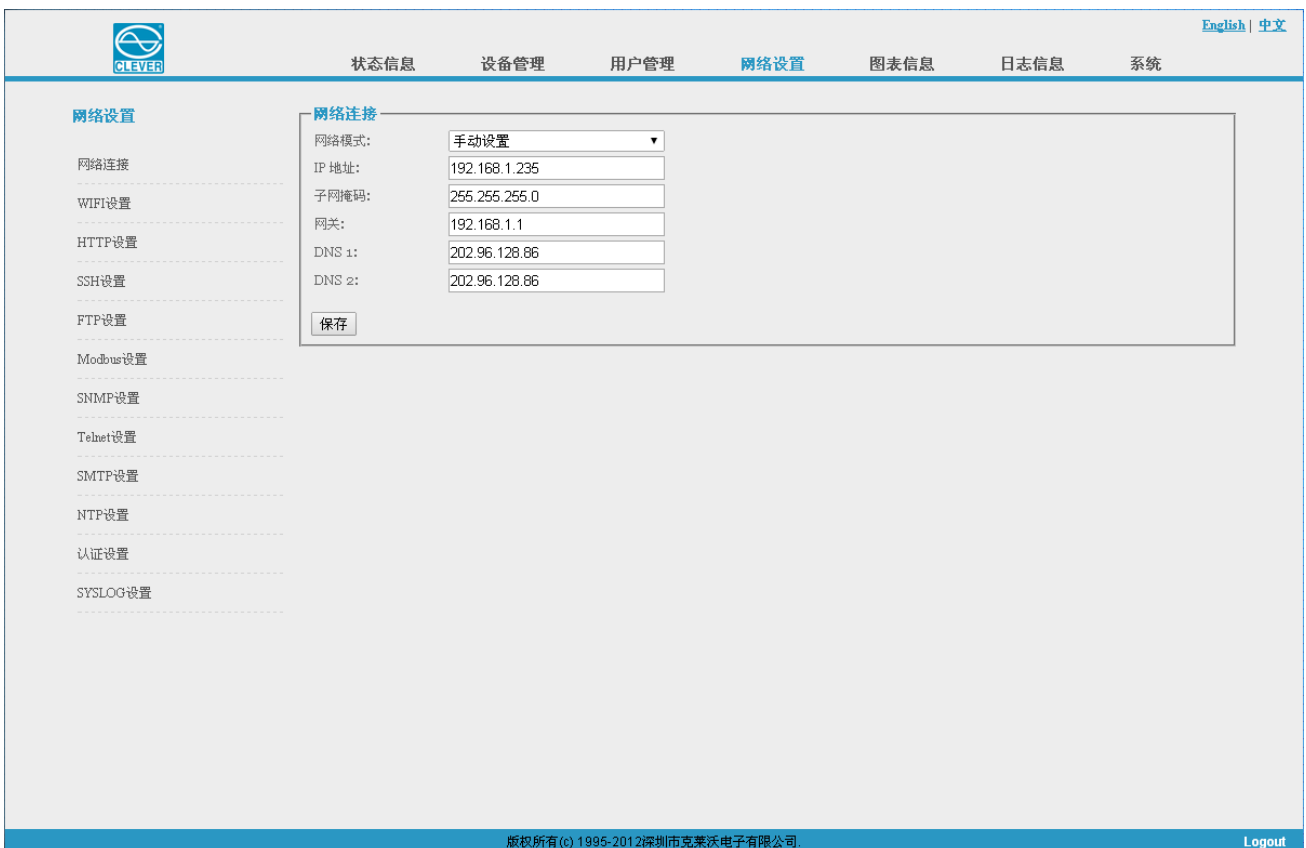 English | 中文
CLEVER
状态信息 设备管理 用户管理 网络设置 图表信息 日志信息 系统
网络设置
网络连接
WIFI设置
HTTP设置
SSH设置
FTP设置
Modbus设置
SNMP设置
Telnet设置
SMTP设置
NTP设置
认证设置
SYSLOG设置
网络连接
网络模式: 手动设置
IP 地址: 192.168.1.235
子网掩码: 255.255.255.0
网关: 192.168.1.1
DNS 1: 202.96.128.86
DNS 2: 202.96.128.86
保存
版权所有(c) 1995-2012深圳市克莱沃电子有限公司.
Logout